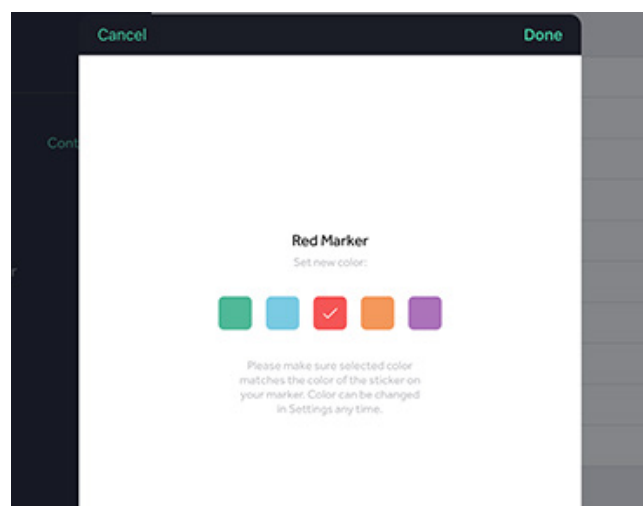 Cancel Done
Cont
Red Marker
Set new color:
Please make sure selected color
matches the color of the sticker on
your marker. Color can be changed
in Settings any time.